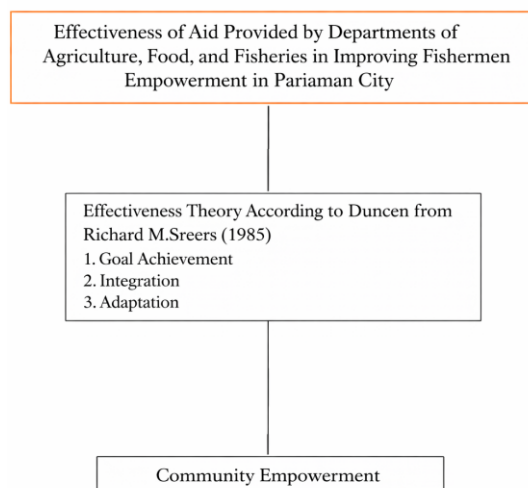 Effectiveness of Aid Provided by Departments of
Agriculture, Food, and Fisheries in Improving Fishermen
Empowerment in Pariaman City
Effectiveness Theory According to Duncen from
Richard M.Sreers (1985)
1. Goal Achievement
2. Integration
3. Adaptation
Community Empowerment